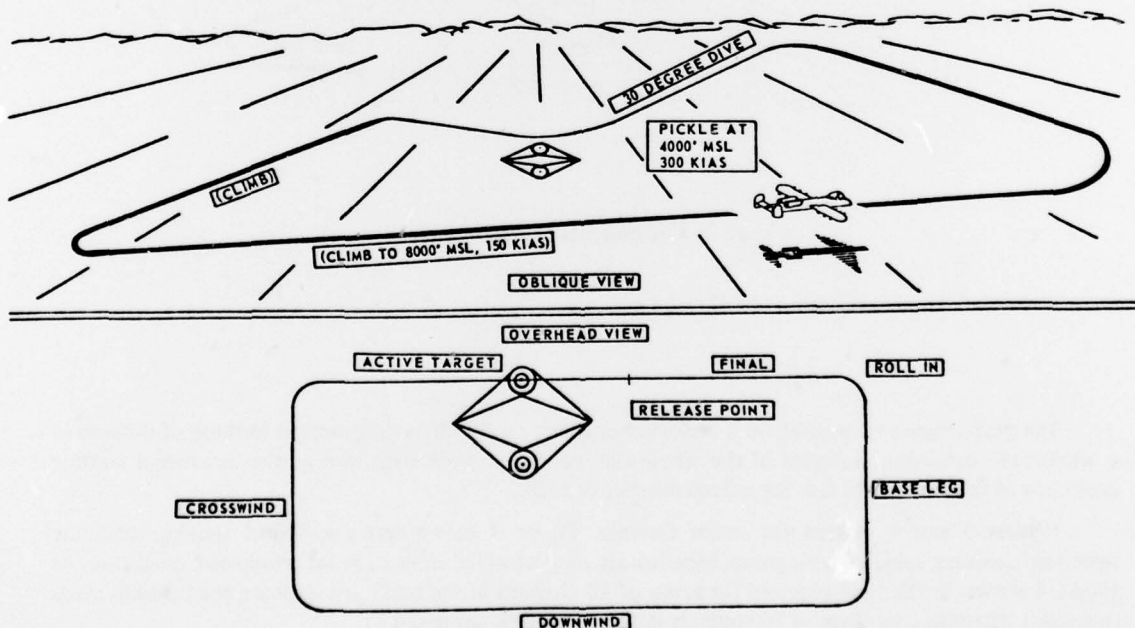 30 DEGREE DIVE
PICKLE AT
4000' MSL
300 KIAS
(CLIMB)
(CLIMB TO 8000' MSL, 150 KIAS)
OBLIQUE VIEW
OVERHEAD VIEW
ACTIVE TARGET
FINAL
ROLL IN
RELEASE POINT
BASE LEG
CROSSWIND
DOWNWIND